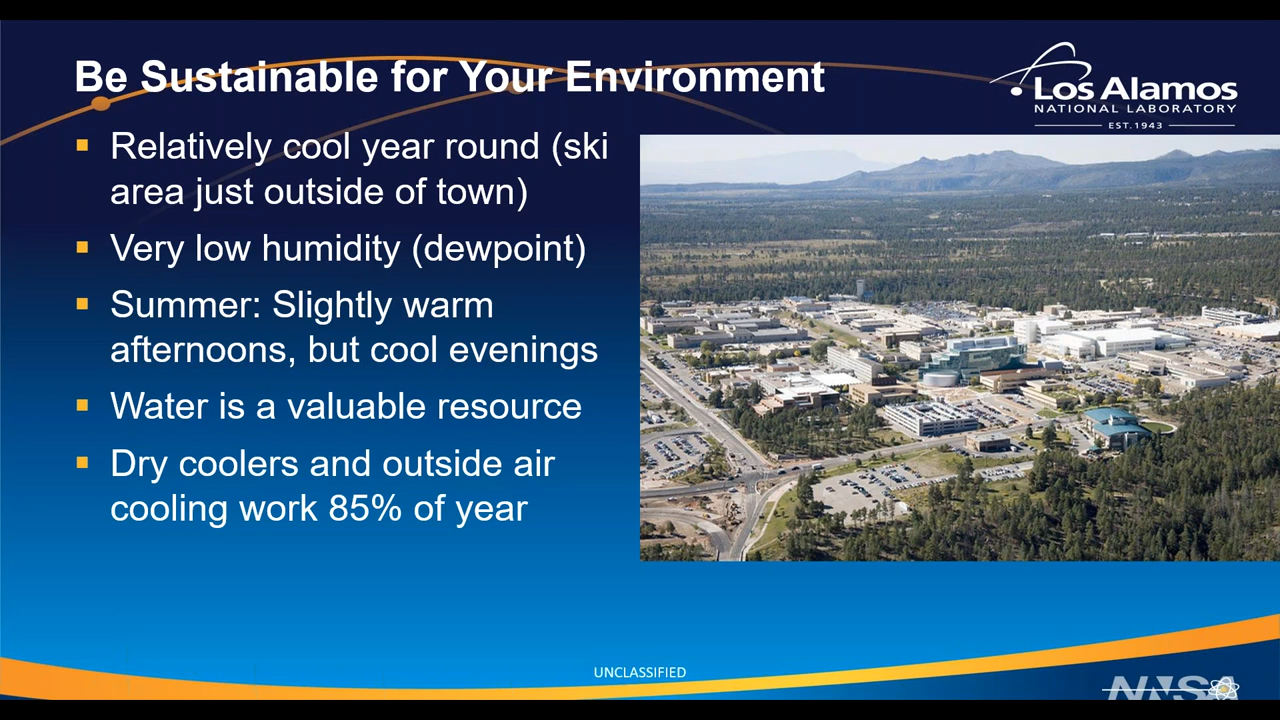 Be Sustainable for Your Environment
Los Alamos
NATIONAL LABORATORY
EST.1943
▪ Relatively cool year round (ski
area just outside of town)
▪ Very low humidity (dewpoint)
▪ Summer: Slightly warm
afternoons, but cool evenings
▪ Water is a valuable resource
▪ Dry coolers and outside air
cooling work 85% of year
UNCLASSIFIED
NNSA